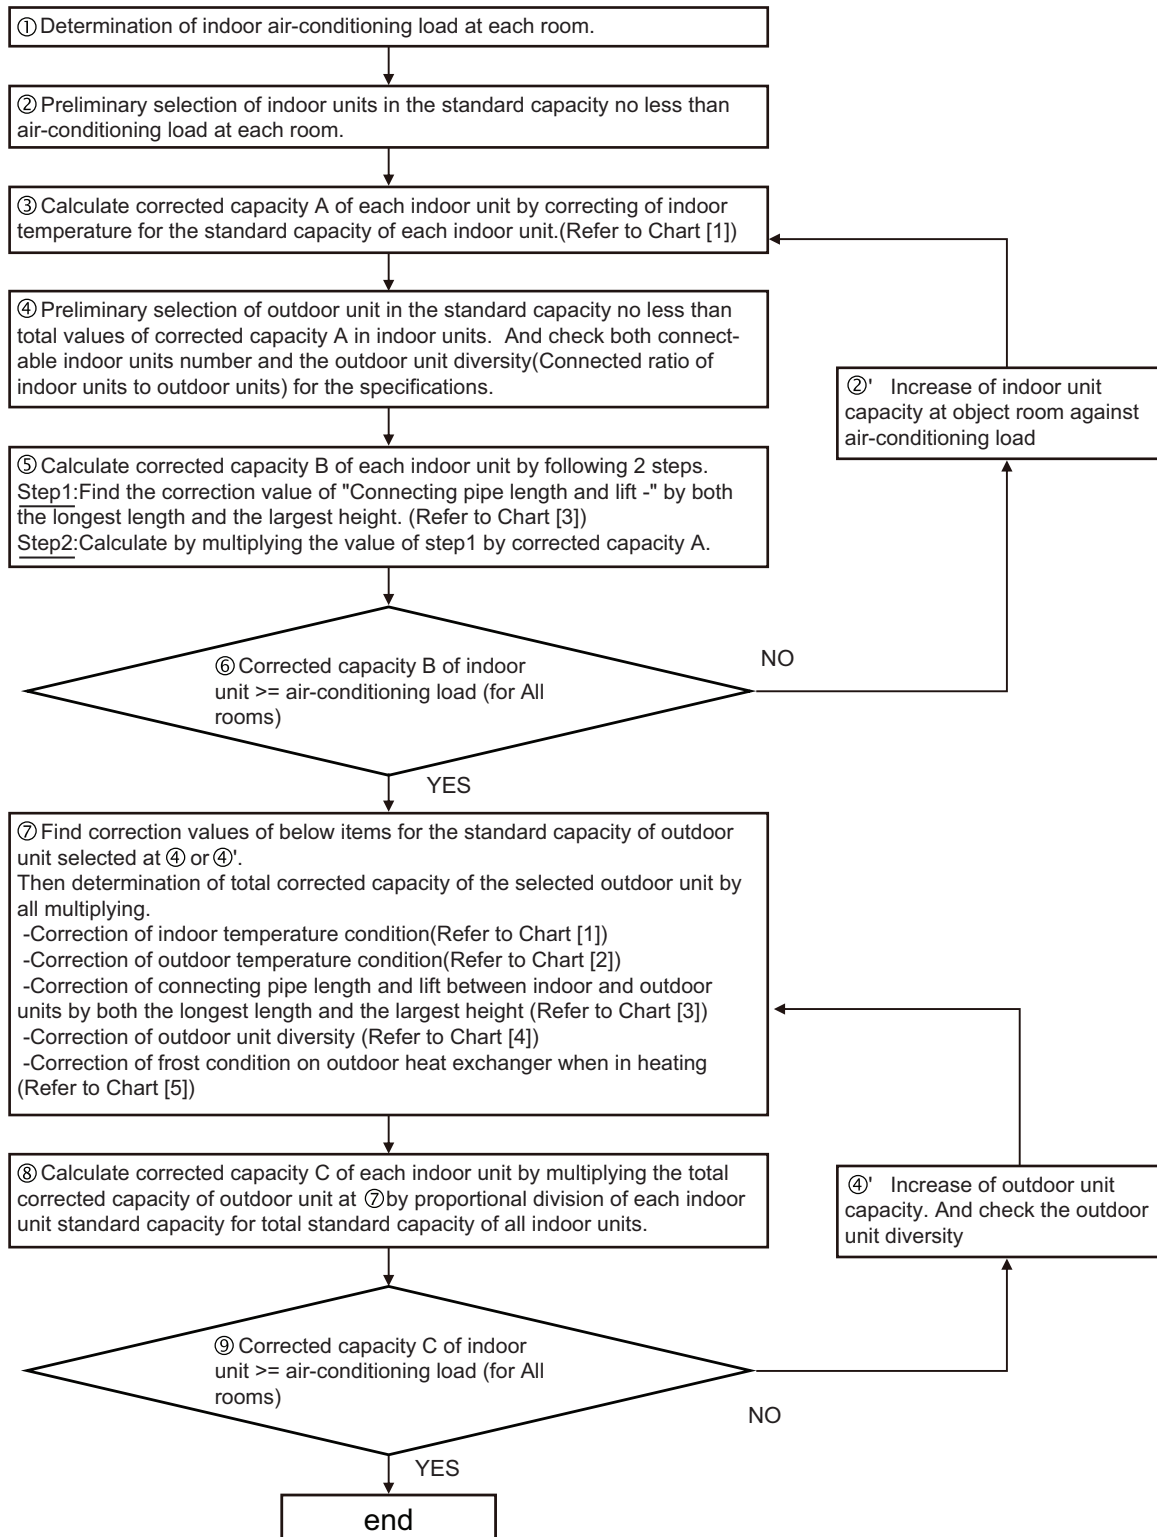 ①Determination of indoor air-conditioning load at each room.
②Preliminary selection of indoor units in the standard capacity no less than
air-conditioning load at each room.
③Calculate corrected capacity A of each indoor unit by correcting of indoor
temperature for the standard capacity of each indoor unit.(Refer to Chart [1])
④Preliminary selection of outdoor unit in the standard capacity no less than
total values of corrected capacity A in indoor units.  And check both connect-
able indoor units number and the outdoor unit diversity(Connected ratio of
indoor units to outdoor units) for the specifications.
②'  Increase of indoor unit
capacity at object room against
air-conditioning load
⑤Calculate corrected capacity B of each indoor unit by following 2 steps.
Step1:Find the correction value of "Connecting pipe length and lift -" by both
the longest length and the largest height. (Refer to Chart [3])
Step2:Calculate by multiplying the value of step1 by corrected capacity A.
⑥Corrected capacity B of indoor
unit >= air-conditioning load (for All
rooms)
NO
YES
⑦Find correction values of below items for the standard capacity of outdoor
unit selected at ④ or ④'.
Then determination of total corrected capacity of the selected outdoor unit by
all multiplying.
-Correction of indoor temperature condition(Refer to Chart [1])
-Correction of outdoor temperature condition(Refer to Chart [2])
-Correction of connecting pipe length and lift between indoor and outdoor
units by both the longest length and the largest height (Refer to Chart [3])
-Correction of outdoor unit diversity (Refer to Chart [4])
-Correction of frost condition on outdoor heat exchanger when in heating
(Refer to Chart [5])
⑧Calculate corrected capacity C of each indoor unit by multiplying the total
corrected capacity of outdoor unit at ⑦by proportional division of each indoor
unit standard capacity for total standard capacity of all indoor units.
④'  Increase of outdoor unit
capacity. And check the outdoor
unit diversity
⑨Corrected capacity C of indoor
unit >= air-conditioning load (for All
rooms)
NO
YES
end